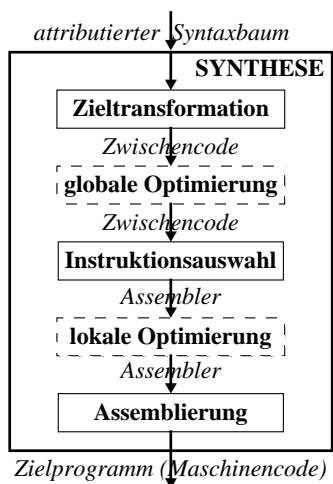 attributierter Syntaxbaum
SYNTHESE
Zieltransformation
Zwischencode
globale Optimierung
Zwischencode
Instruktionsauswahl
Assembler
lokale Optimierung
Assembler
Assemblierung
Zielprogramm (Maschinencode)